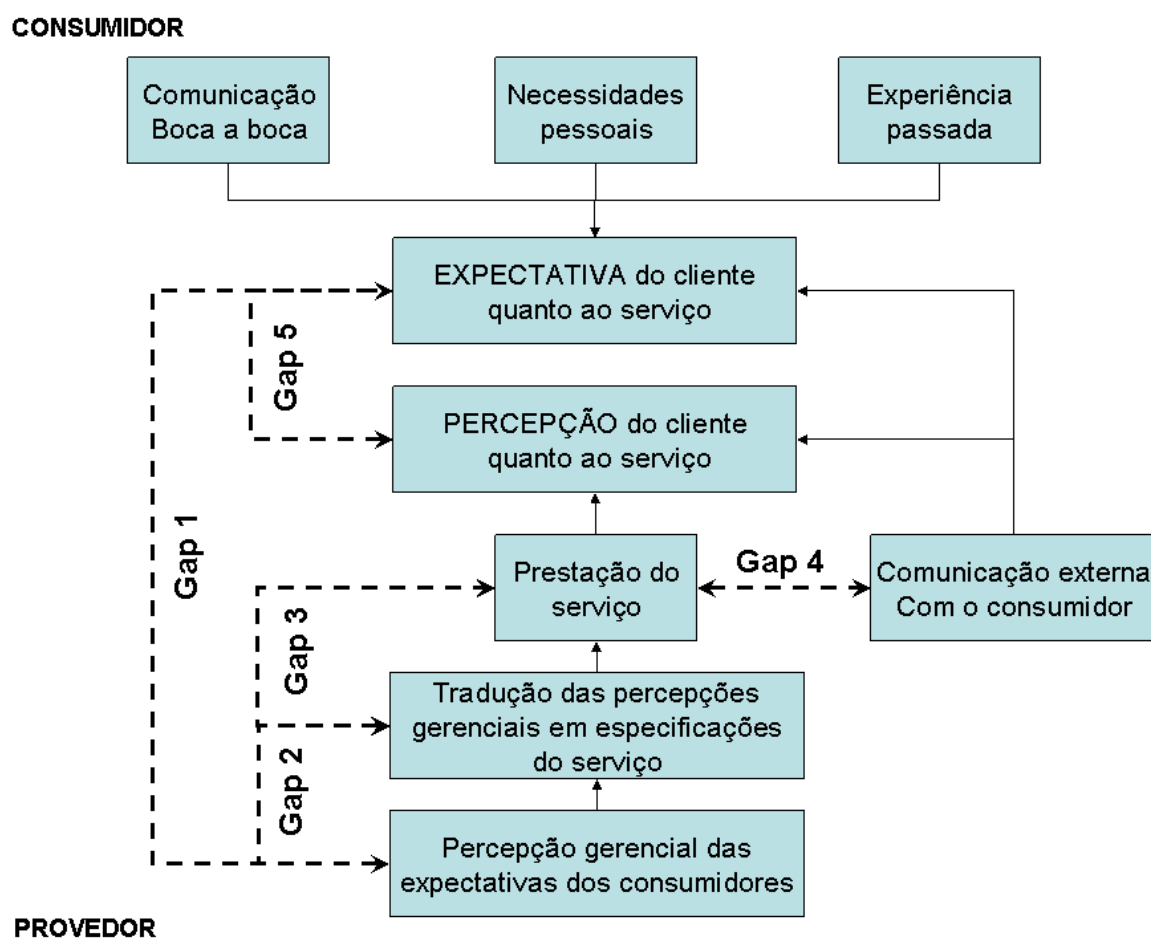 CONSUMIDOR
Comunicação
Boca a boca
Necessidades
pessoais
Experiência
passada
EXPECTATIVA do cliente
quanto ao serviço
Gap 5
PERCEPÇÃO do cliente
quanto ao serviço
Gap 1
Prestação do
serviço
Gap 4
Comunicação externa
Com o consumidor
Gap 3
Tradução das percepções
gerenciais em especificações
do serviço
Gap 2
Percepção gerencial das
expectativas dos consumidores
PROVEDOR